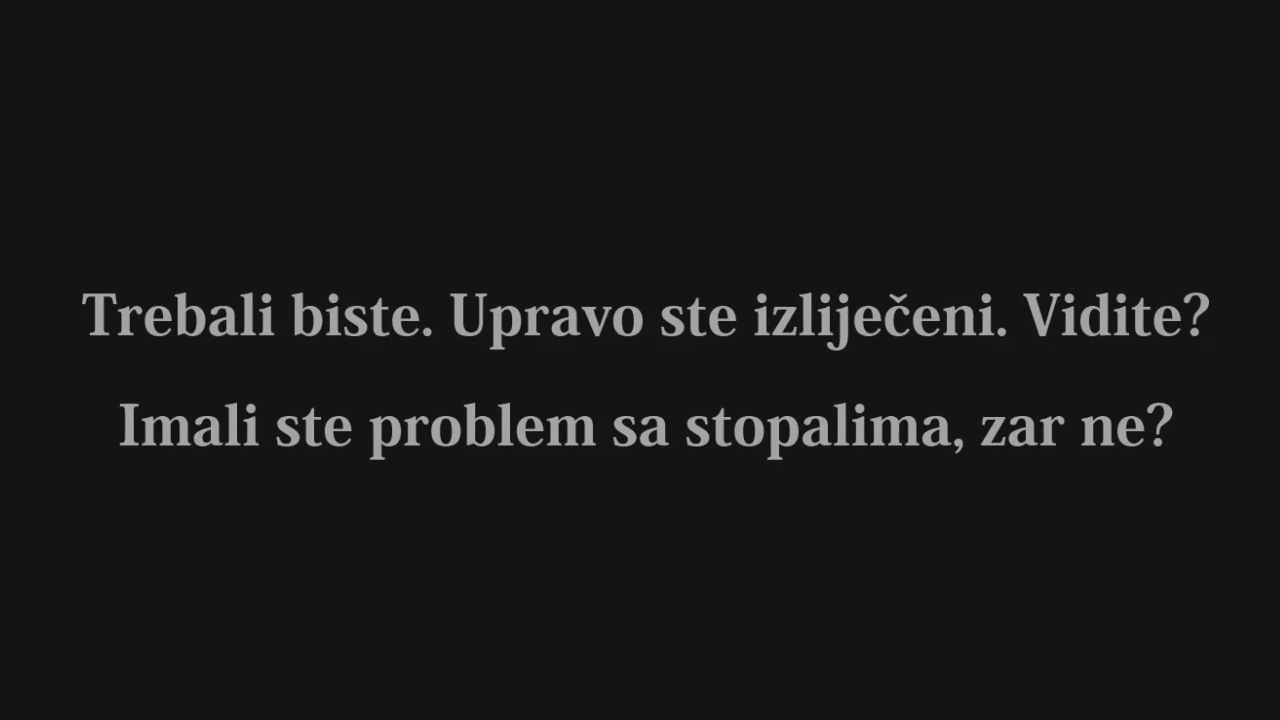 Trebali biste. Upravo ste izliječeni. Vidite?
Imali ste problem sa stopalima, zar ne?